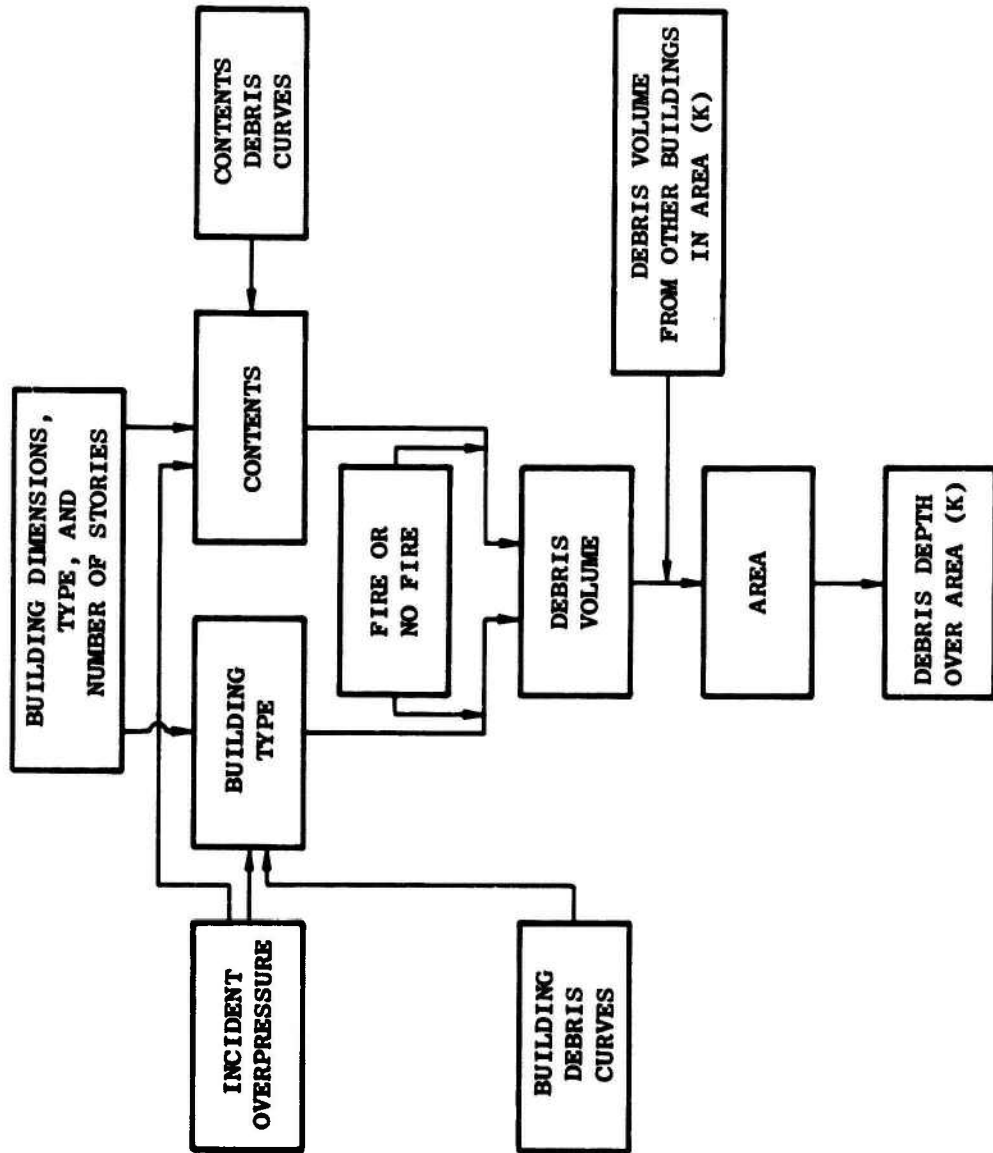 BUILDING DIMENSIONS,
TYPE, AND
NUMBER OF STORIES
INCIDENT
OVERPRESSURE
BUILDING
TYPE
CONTENTS
CONTENTS
DEBRIS
CURVES
FIRE OR
NO FIRE
BUILDING
DEBRIS
CURVES
DEBRIS
VOLUME
DEBRIS VOLUME
FROM OTHER BUILDINGS
IN AREA (K)
AREA
DEBRIS DEPTH
OVER AREA (K)